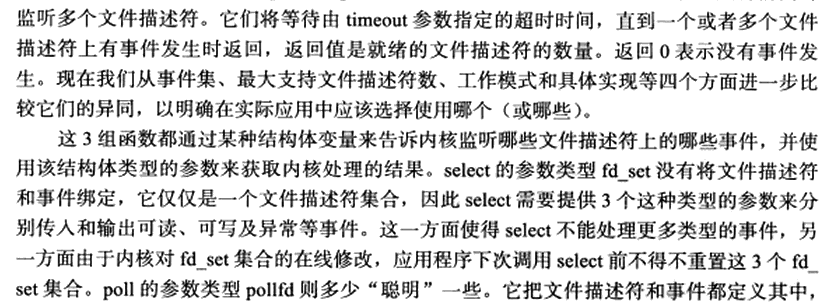 监听多个文件描述符。它们将等待由 timeout 参数指定的超时时间，直到一个或者多个文件
描述符上有事件发生时返回，返回值是就绪的文件描述符的数量。返回 0 表示没有事件发
生。现在我们从事件集、最大支持文件描述符数、工作模式和具体实现等四个方面进一步比
较它们的异同，以明确在实际应用中应该选择使用哪个（或哪些）。
这 3 组函数都通过某种结构体变量来告诉内核监听哪些文件描述符上的哪些事件，并使
用该结构体类型的参数来获取内核处理的结果。select 的参数类型 fd_set 没有将文件描述符
和事件绑定，它仅仅是一个文件描述符集合，因此 select 需要提供 3 个这种类型的参数来分
别传入和输出可读、可写及异常等事件。这一方面使得 select 不能处理更多类型的事件，另
一方面由于内核对 fd_set 集合的在线修改，应用程序下次调用 select 前不得不重置这 3 个 fd_
set 集合。poll 的参数类型 pollfd 则多少“聪明”一些。它把文件描述符和事件都定义其中，